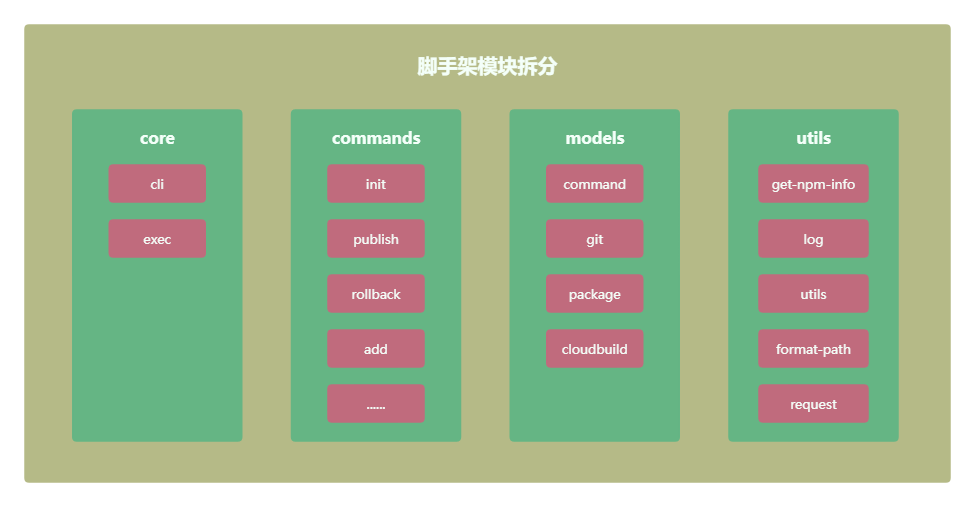 脚手架模块拆分
core
cli
exec
commands
init
publish
rollback
add
......
models
command
git
package
cloudbuild
utils
get-npm-info
log
utils
format-path
request